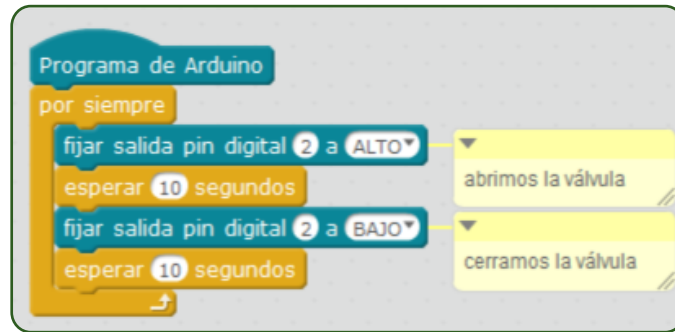 Programa de Arduino
por siempre
fijar salida pin digital 2 a ALTO
abrimos la válvula
esperar 10 segundos
fijar salida pin digital 2 a BAJO
cerramos la válvula
esperar 10 segundos